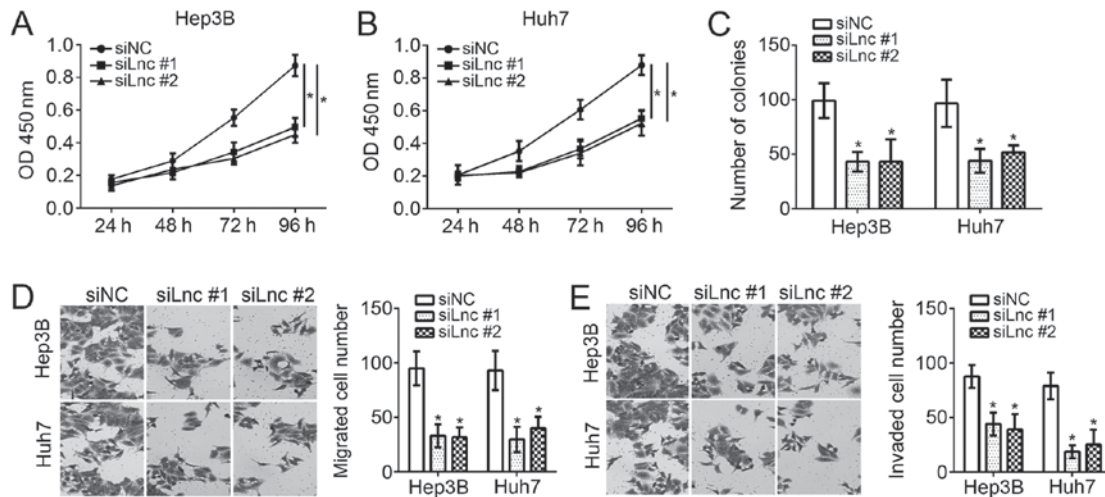 A
Hep3B
siNC
siLnc #1
siLnc #2
OD 450 nm
1.0
0.8
0.6
0.4
0.2
0.0
24 h 48 h 72 h 96 h
*
*
B
Huh7
siNC
siLnc #1
siLnc #2
OD 450 nm
1.0
0.8
0.6
0.4
0.2
0.0
24 h 48 h 72 h 96 h
*
*
C
siNC
siLnc #1
siLnc #2
Number of colonies
150
100
50
0
* * * *
Hep3B Huh7
D
siNC siLnc #1 siLnc #2
Hep3B
Huh7
Migrated cell number
siNC
siLnc #1
siLnc #2
150
100
50
0
* * * *
Hep3B Huh7
E
siNC siLnc #1 siLnc #2
Hep3B
Huh7
Invaded cell number
siNC
siLnc #1
siLnc #2
150
100
50
0
* * * *
Hep3B Huh7